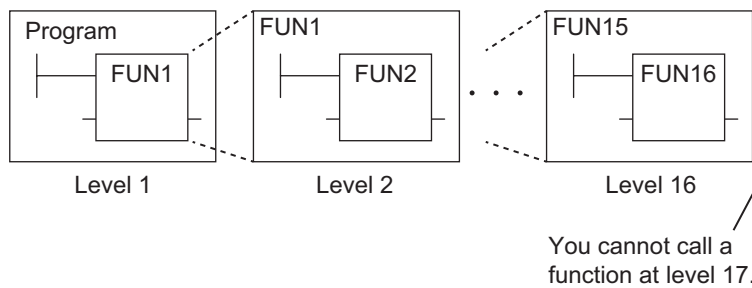 Program
FUN1
FUN1
FUN2
. . .
FUN15
FUN16
Level 1
Level 2
Level 16
You cannot call a
function at level 17.